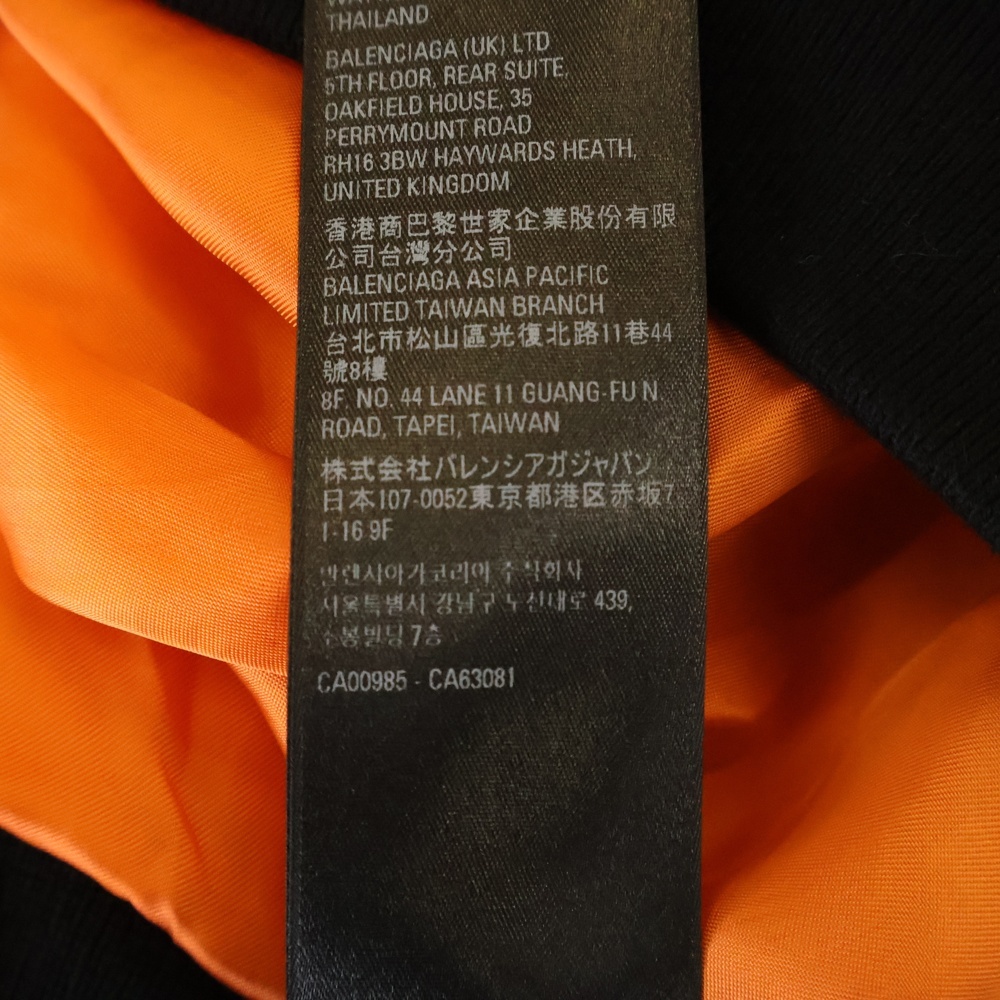 THAILAND
BALENCIAGA (UK) LTD
5TH FLOOR, REAR SUITE,
OAKFIELD HOUSE, 35
PERRYMOUNT ROAD
RH16 3BW HAYWARDS HEATH,
UNITED KINGDOM
香港商巴黎世家企業股份有限
公司台灣分公司
BALENCIAGA ASIA PACIFIC
LIMITED TAIWAN BRANCH
台北市松山區光復北路11巷44
號8樓
8F. NO. 44 LANE 11 GUANG-FU N.
ROAD, TAPEI, TAIWAN
株式会社バレンシアガジャパン
日本107-0052東京都港区赤坂7
1-16 9F
발렌시아가코리아 주식회사
서울특별시 강남구 도산대로 439,
7층
CA00985 - CA63081